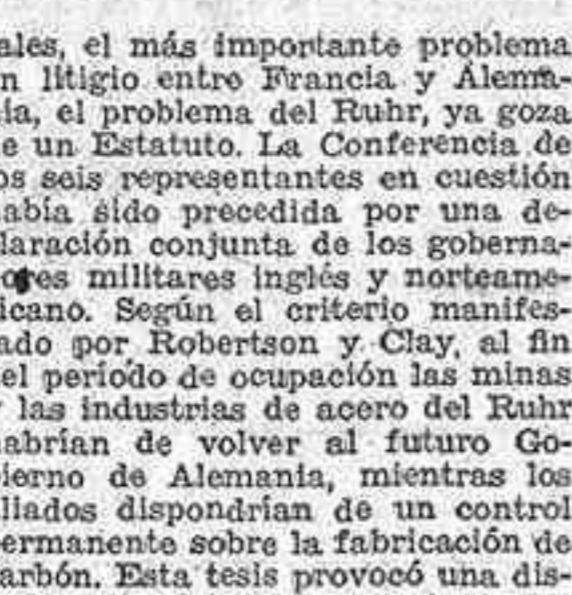 ales, el más importante problema
n litigio entre Francia y Alema-
ia, el problema del Ruhr, ya goza
e un Estatuto. La Conferencia de
os seis representantes en cuestión
abía sido precedida por una de-
laración conjunta de los goberna-
ores militares inglés y norteame-
icano. Según el criterio manifes-
ado por Robertson y Clay, al fin
el período de ocupación las minas
y las industrias de acero del Ruhr
abrían de volver al futuro Go-
ierno de Alemania, mientras los
liados dispondrían de un control
ermanente sobre la fabricación de
arbón. Esta tesis provocó una dis-